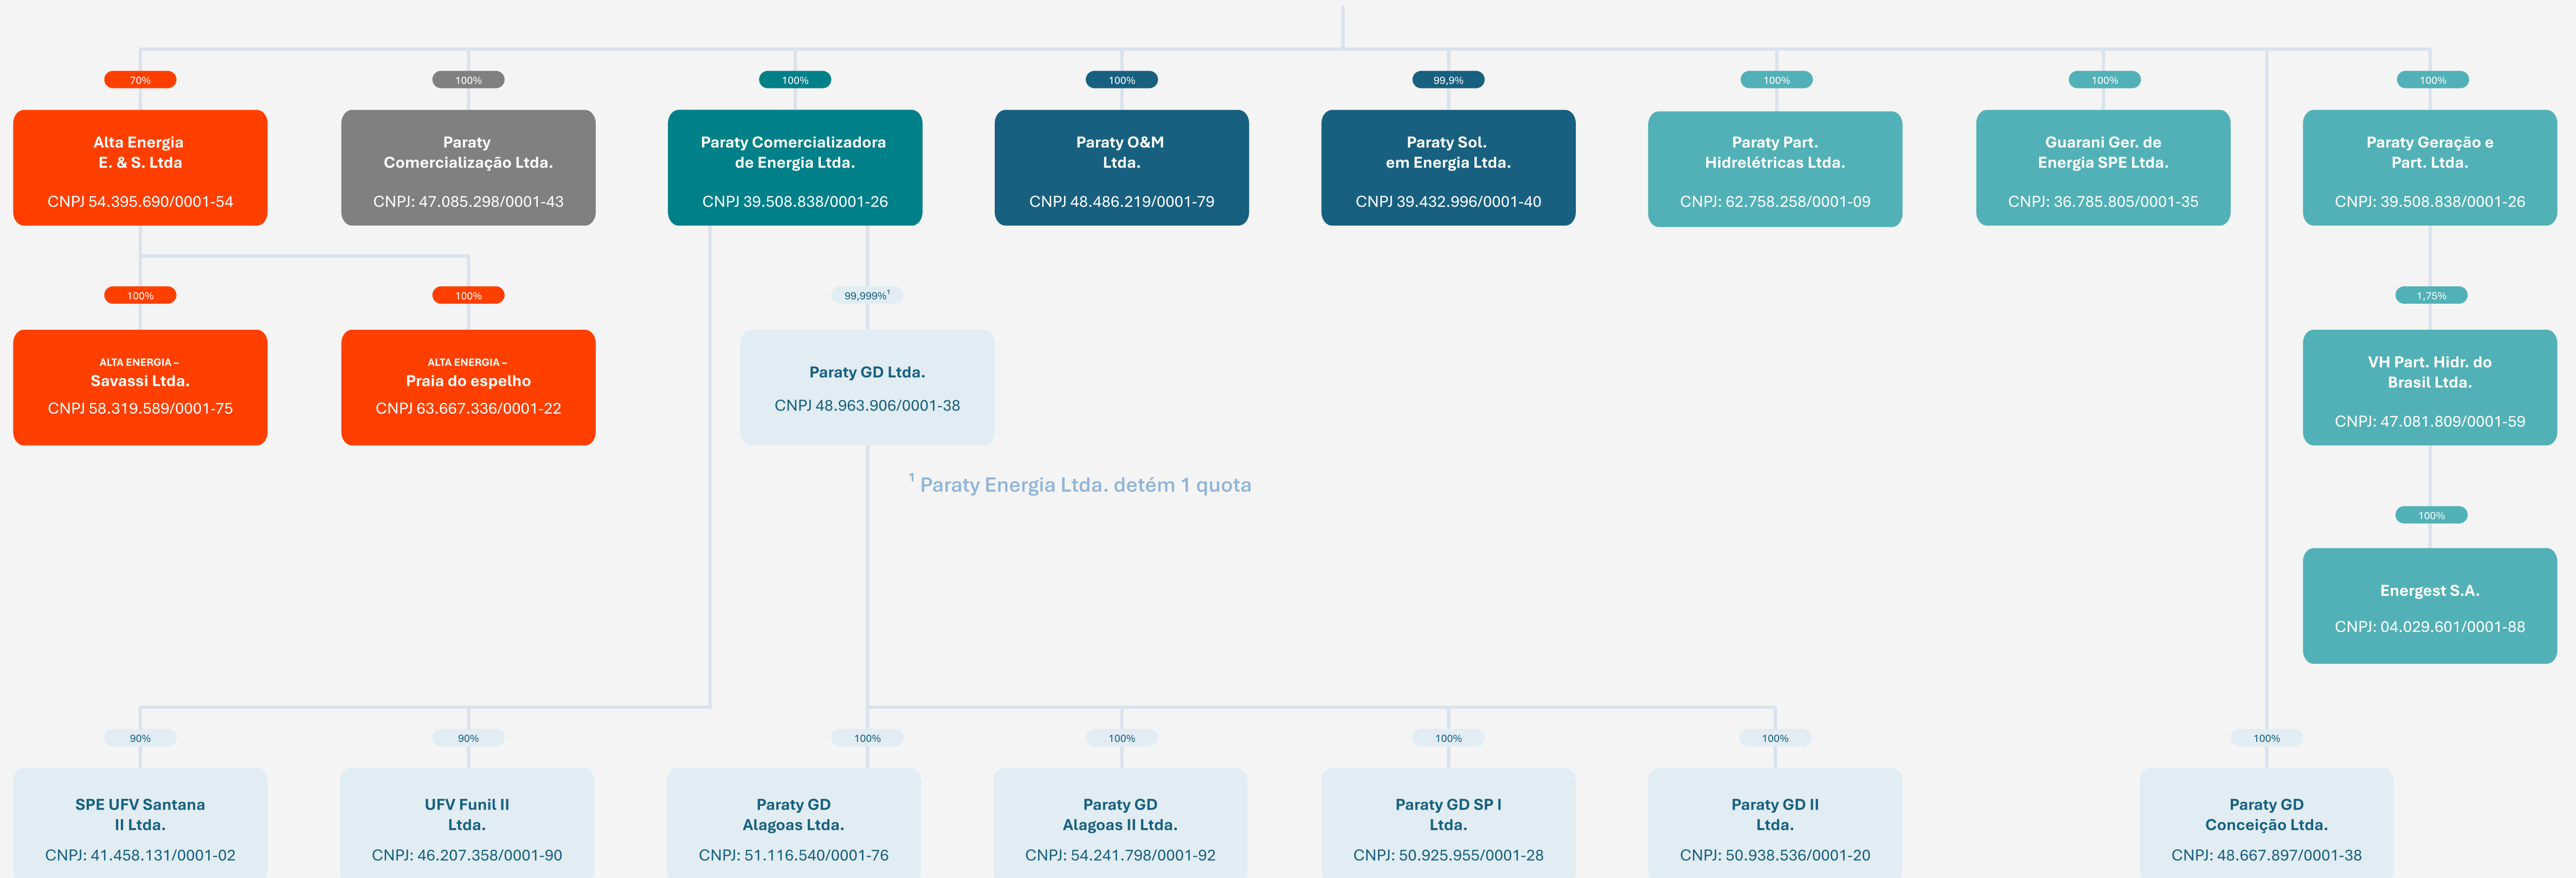 70%
100%
100%
100%
99,9%
100%
100%
100%
Alta Energia
E. & S. Ltda
CNPJ 54.395.690/0001-54
Paraty
Comercialização Ltda.
CNPJ: 47.085.298/0001-43
Paraty Comercializadora
de Energia Ltda.
CNPJ 39.508.838/0001-26
Paraty O&M
Ltda.
CNPJ 48.486.219/0001-79
Paraty Sol.
em Energia Ltda.
CNPJ 39.432.996/0001-40
Paraty Part.
Hidrelétricas Ltda.
CNPJ: 62.758.258/0001-09
Guarani Ger. de
Energia SPE Ltda.
CNPJ: 36.785.805/0001-35
Paraty Geração e
Part. Ltda.
CNPJ: 39.508.838/0001-26
100%
100%
99,999%¹
1,75%
ALTA ENERGIA –
Savassi Ltda.
CNPJ 58.319.589/0001-75
ALTA ENERGIA –
Praia do espelho
CNPJ 63.667.336/0001-22
Paraty GD Ltda.
CNPJ 48.963.906/0001-38
VH Part. Hidr. do
Brasil Ltda.
CNPJ: 47.081.809/0001-59
¹ Paraty Energia Ltda. detém 1 quota
100%
Energest S.A.
CNPJ: 04.029.601/0001-88
90%
90%
100%
100%
100%
100%
100%
SPE UFV Santana
II Ltda.
CNPJ: 41.458.131/0001-02
UFV Funil II
Ltda.
CNPJ: 46.207.358/0001-90
Paraty GD
Alagoas Ltda.
CNPJ: 51.116.540/0001-76
Paraty GD
Alagoas II Ltda.
CNPJ: 54.241.798/0001-92
Paraty GD SP I
Ltda.
CNPJ: 50.925.955/0001-28
Paraty GD II
Ltda.
CNPJ: 50.938.536/0001-20
Paraty GD
Conceição Ltda.
CNPJ: 48.667.897/0001-38